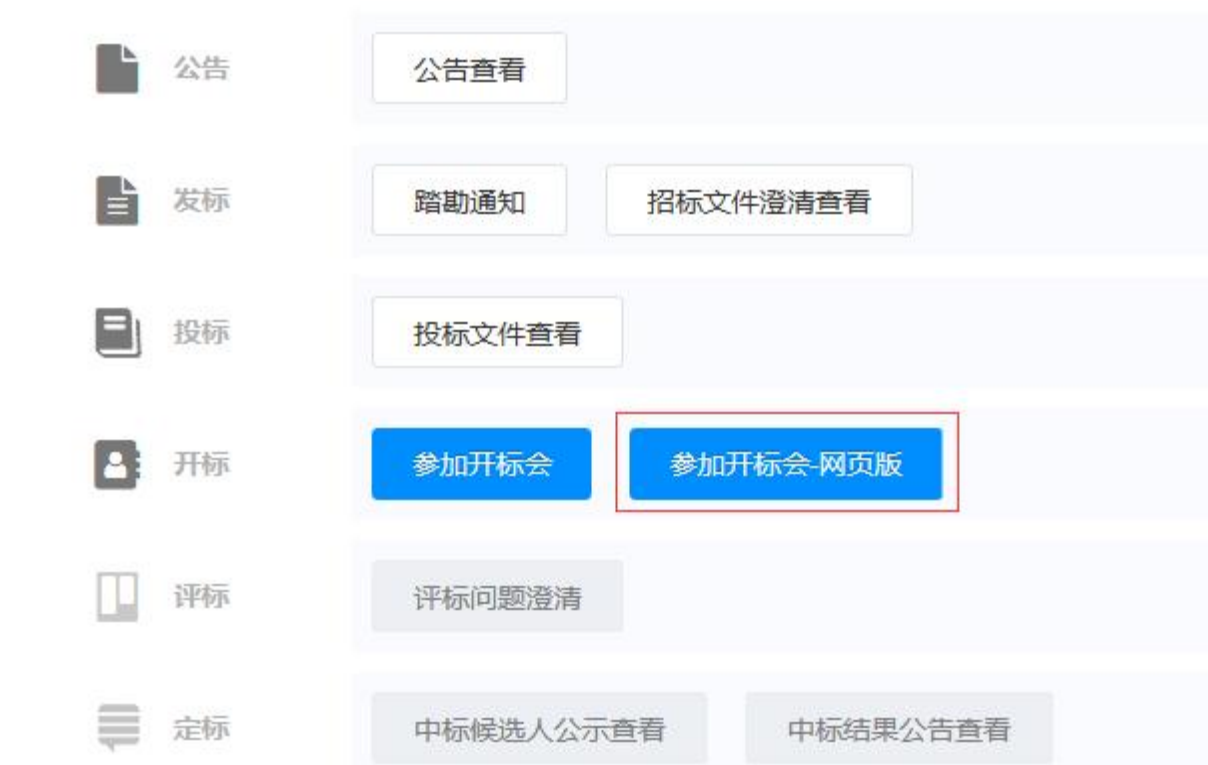 公告 公告查看
发标 踏勘通知 招标文件澄清查看
投标 投标文件查看
开标 参加开标会 参加开标会-网页版
评标 评标问题澄清
定标 中标候选人公示查看 中标结果公告查看